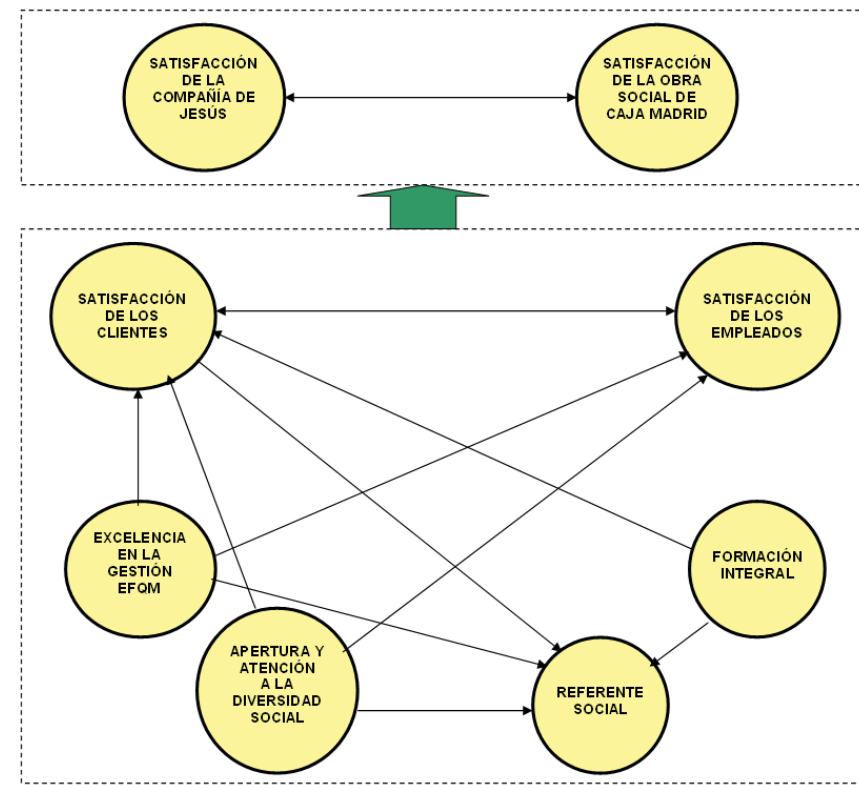 SATISFACCIÓN
DE LA
COMPAÑÍA DE
JESÚS
SATISFACCIÓN
DE LA OBRA
SOCIAL DE
CAJA MADRID
SATISFACCIÓN
DE LOS
CLIENTES
SATISFACCIÓN
DE LOS
EMPLEADOS
EXCELENCIA
EN LA
GESTIÓN
EFQM
FORMACIÓN
INTEGRAL
APERTURA Y
ATENCIÓN
A LA
DIVERSIDAD
SOCIAL
REFERENTE
SOCIAL